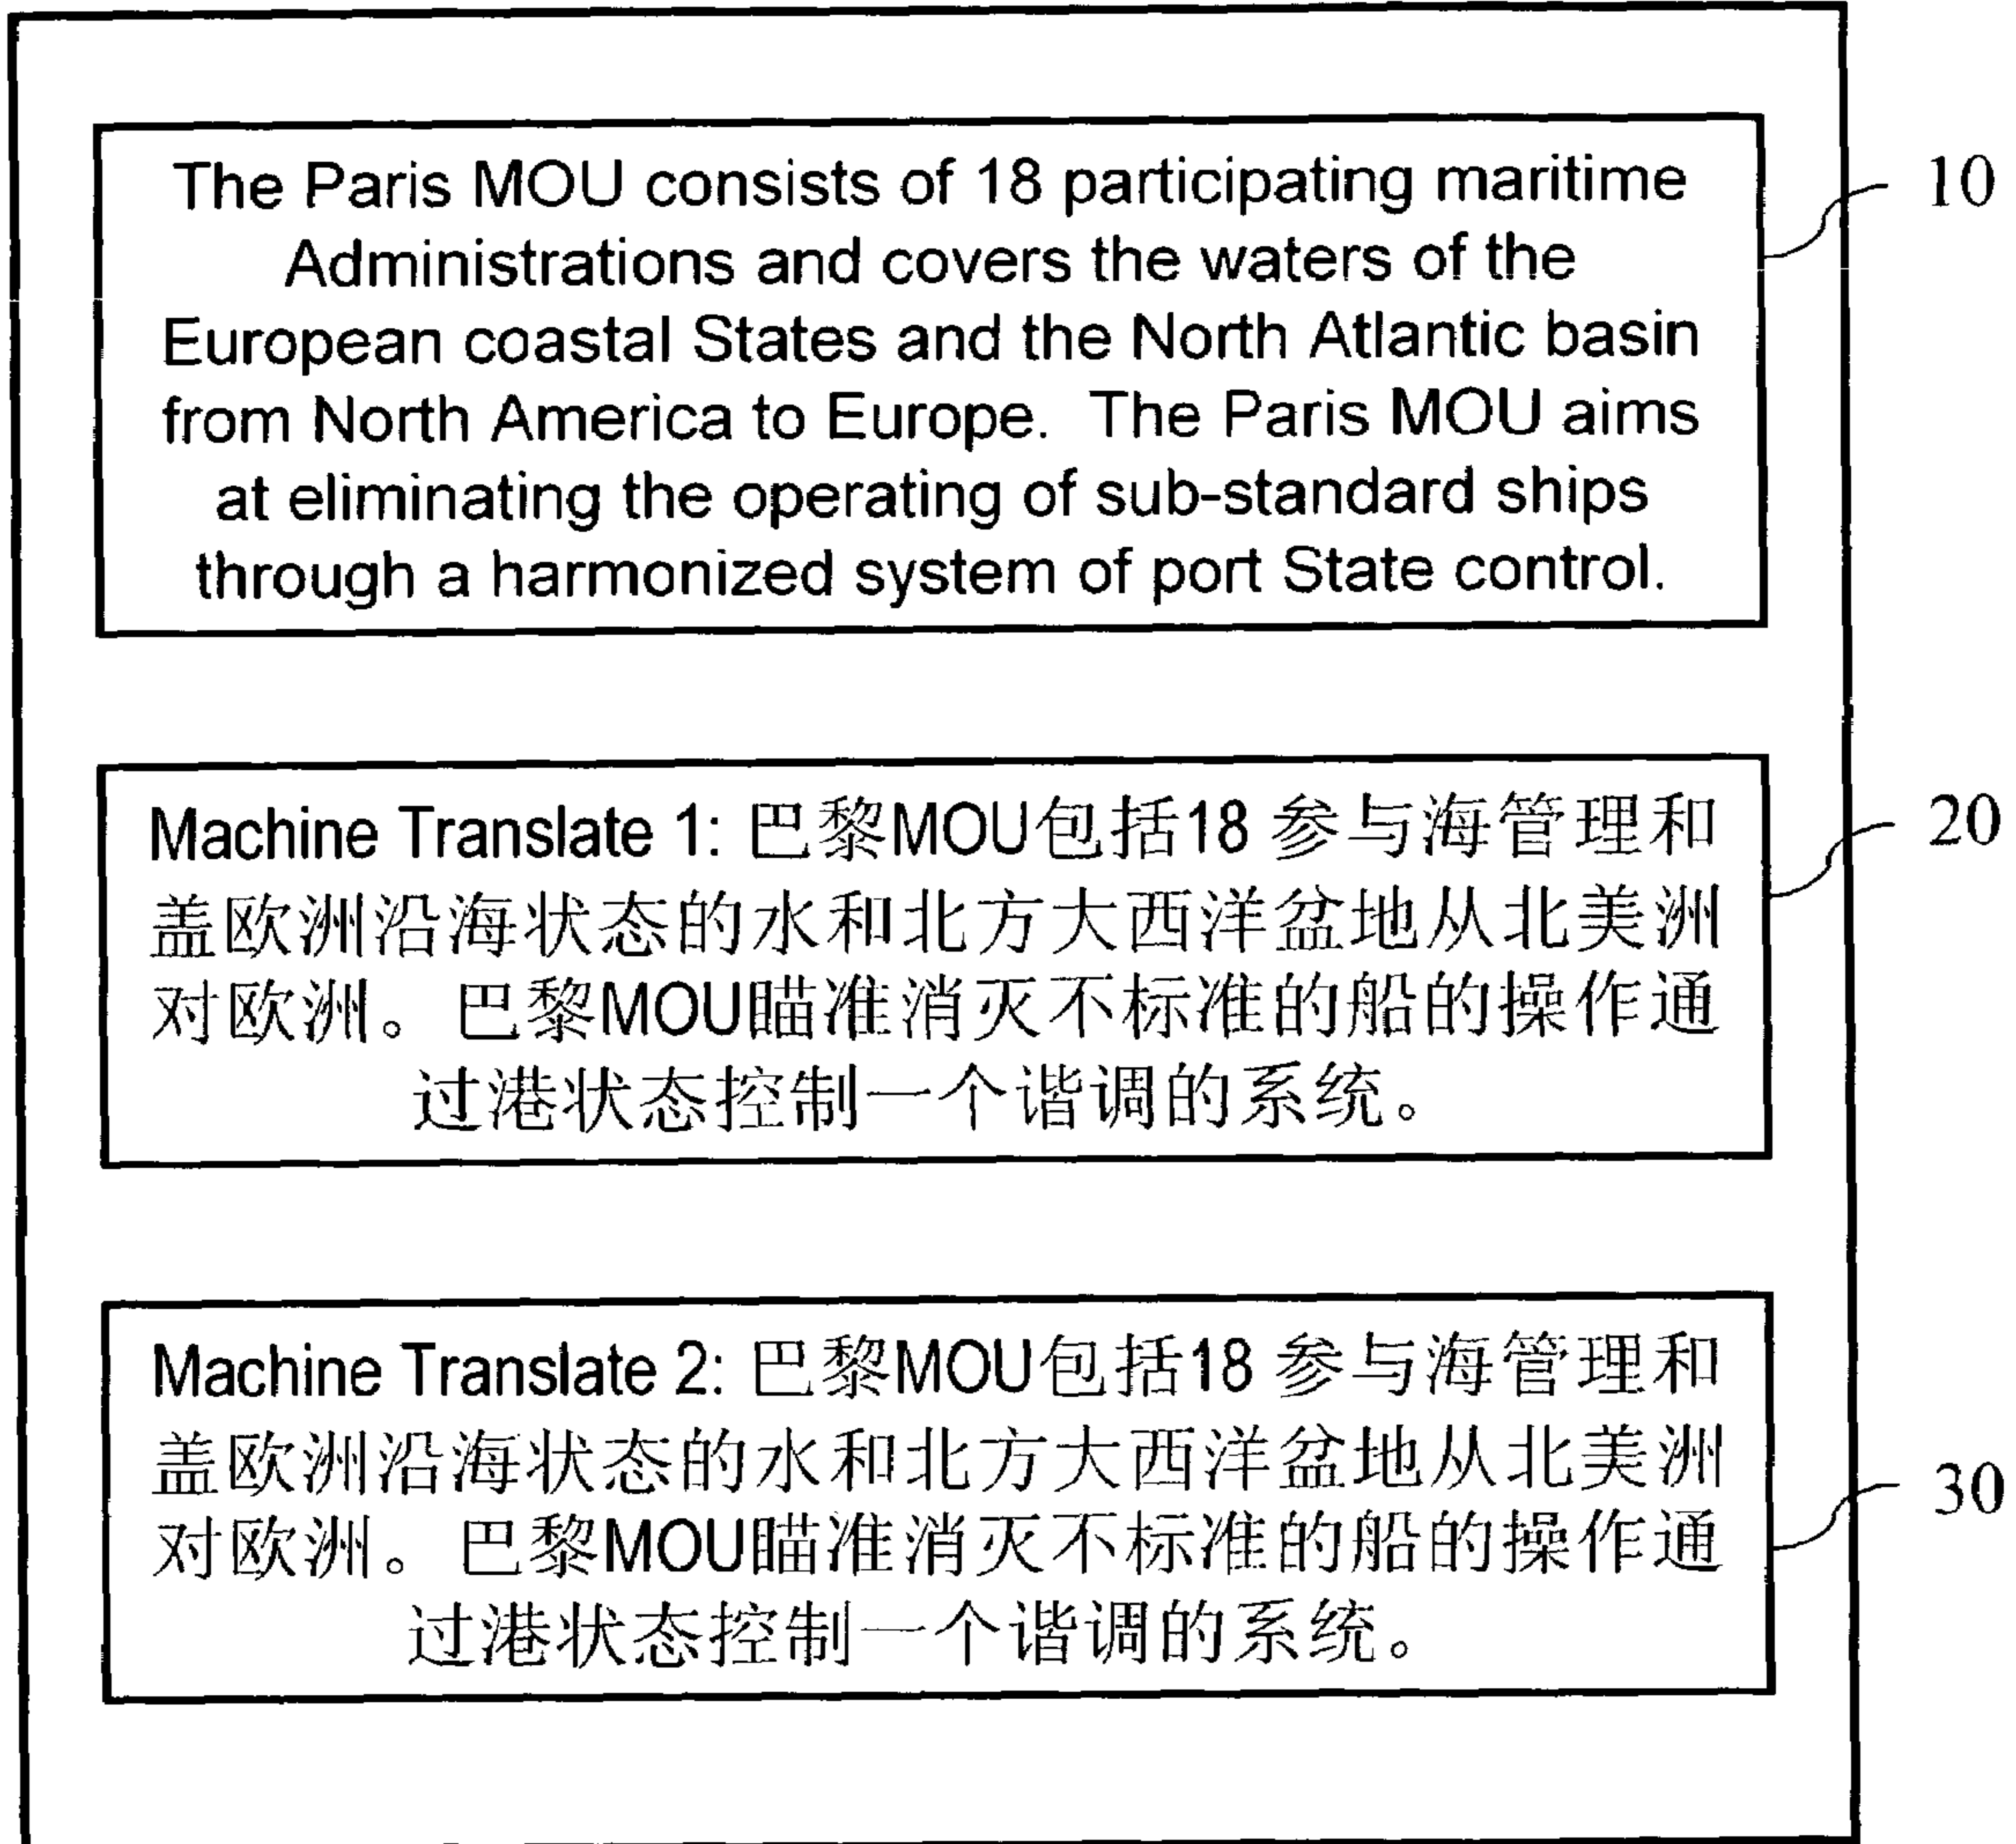 The Paris MOU consists of 18 participating maritime
Administrations and covers the waters of the
European coastal States and the North Atlantic basin
from North America to Europe. The Paris MOU aims
at eliminating the operating of sub-standard ships
through a harmonized system of port State control.
10
Machine Translate 1: 巴黎MOU包括18 参与海管理和
盖欧洲沿海状态的水和北方大西洋盆地从北美洲
对欧洲。巴黎MOU瞄准消灭不标准的船的操作通
过港状态控制一个谐调的系统。
20
Machine Translate 2: 巴黎MOU包括18 参与海管理和
盖欧洲沿海状态的水和北方大西洋盆地从北美洲
对欧洲。巴黎MOU瞄准消灭不标准的船的操作通
过港状态控制一个谐调的系统。
30